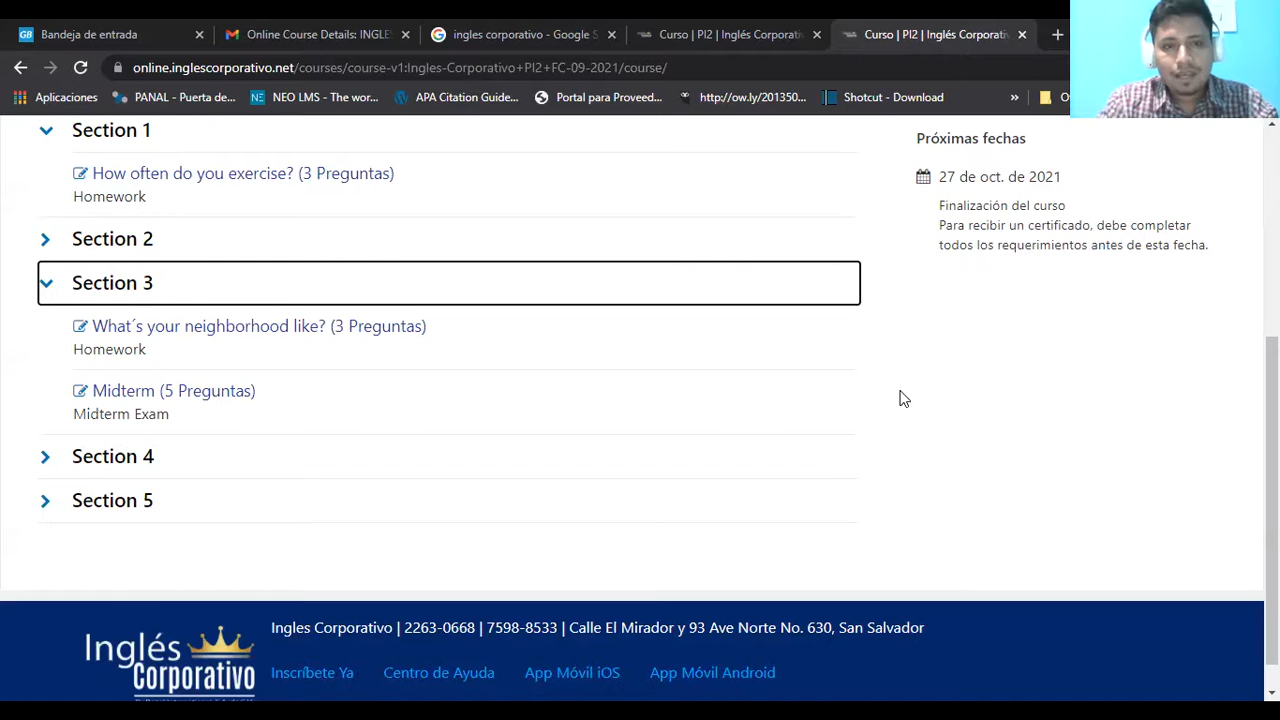 Bandeja de entrada
Online Course Details: INGLE
ingles corporativo - Google S
Curso | PI2 | Inglés Corporati
Curso | PI2 | Inglés Corporati
online.inglescorporativo.net/courses/course-v1:Ingles-Corporativo+PI2+FC-09-2021/course/
Aplicaciones
PANAL - Puerta de...
NEO LMS - The wor...
APA Citation Guide...
Portal para Proveed...
http://ow.ly/201350...
Shotcut - Download
»
Section 1
How often do you exercise? (3 Preguntas)
Homework
Section 2
Section 3
What´s your neighborhood like? (3 Preguntas)
Homework
Midterm (5 Preguntas)
Midterm Exam
Section 4
Section 5
Próximas fechas
27 de oct. de 2021
Finalización del curso
Para recibir un certificado, debe completar
todos los requerimientos antes de esta fecha.
Inglés
Corporativo
Ingles Corporativo | 2263-0668 | 7598-8533 | Calle El Mirador y 93 Ave Norte No. 630, San Salvador
Inscríbete Ya
Centro de Ayuda
App Móvil iOS
App Móvil Android